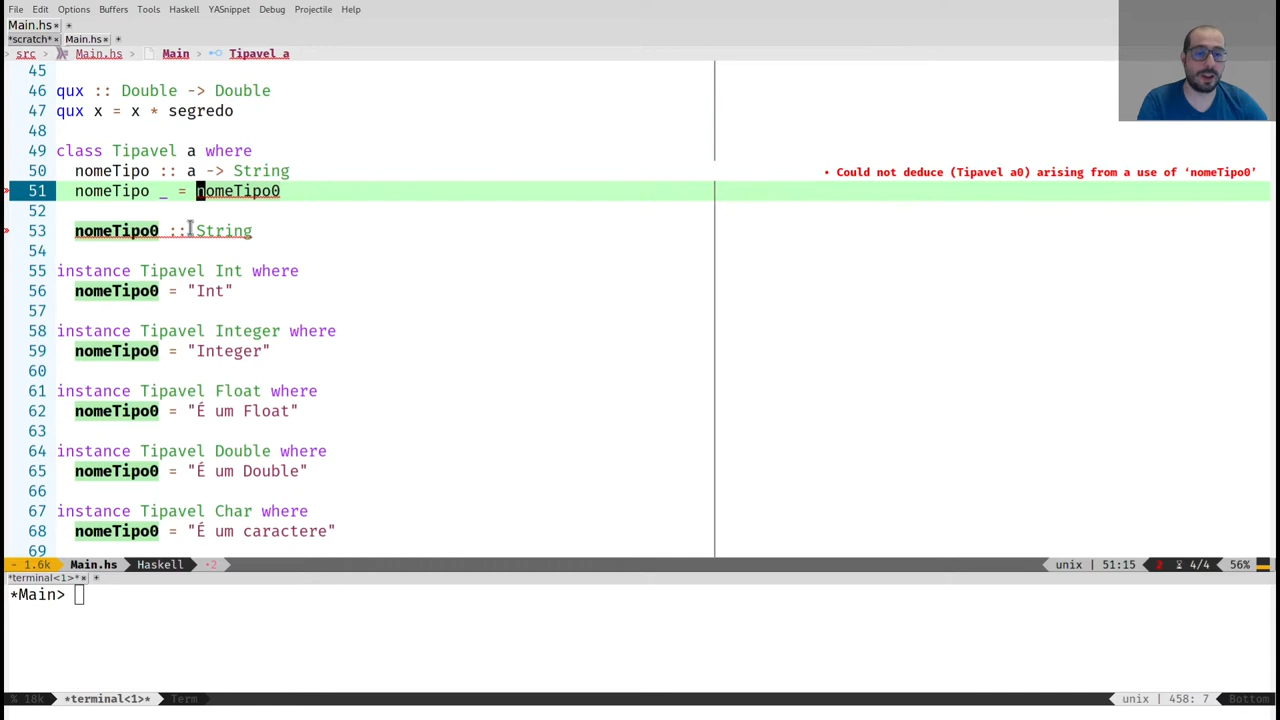 File Edit Options Buffers Tools Haskell YASnippet Debug Projectile Help
Main.hs × +
*scratch* × Main.hs × +
> src > Main.hs > Main > Tipavel a
45
46 qux :: Double -> Double
47 qux x = x * segredo
48
49 class Tipavel a where
50 nomeTipo :: a -> String
• Could not deduce (Tipavel a0) arising from a use of ‘nomeTipo0’
51 nomeTipo _ = nomeTipo0
52
53 nomeTipo0 :: String
54
55 instance Tipavel Int where
56 nomeTipo0 = "Int"
57
58 instance Tipavel Integer where
59 nomeTipo0 = "Integer"
60
61 instance Tipavel Float where
62 nomeTipo0 = "É um Float"
63
64 instance Tipavel Double where
65 nomeTipo0 = "É um Double"
66
67 instance Tipavel Char where
68 nomeTipo0 = "É um caractere"
69
- 1.6k Main.hs Haskell •2 unix | 51:15 4/4 56%
*terminal<1>* × +
*Main>
% 18k *terminal<1>* Term unix | 458: 7 Bottom